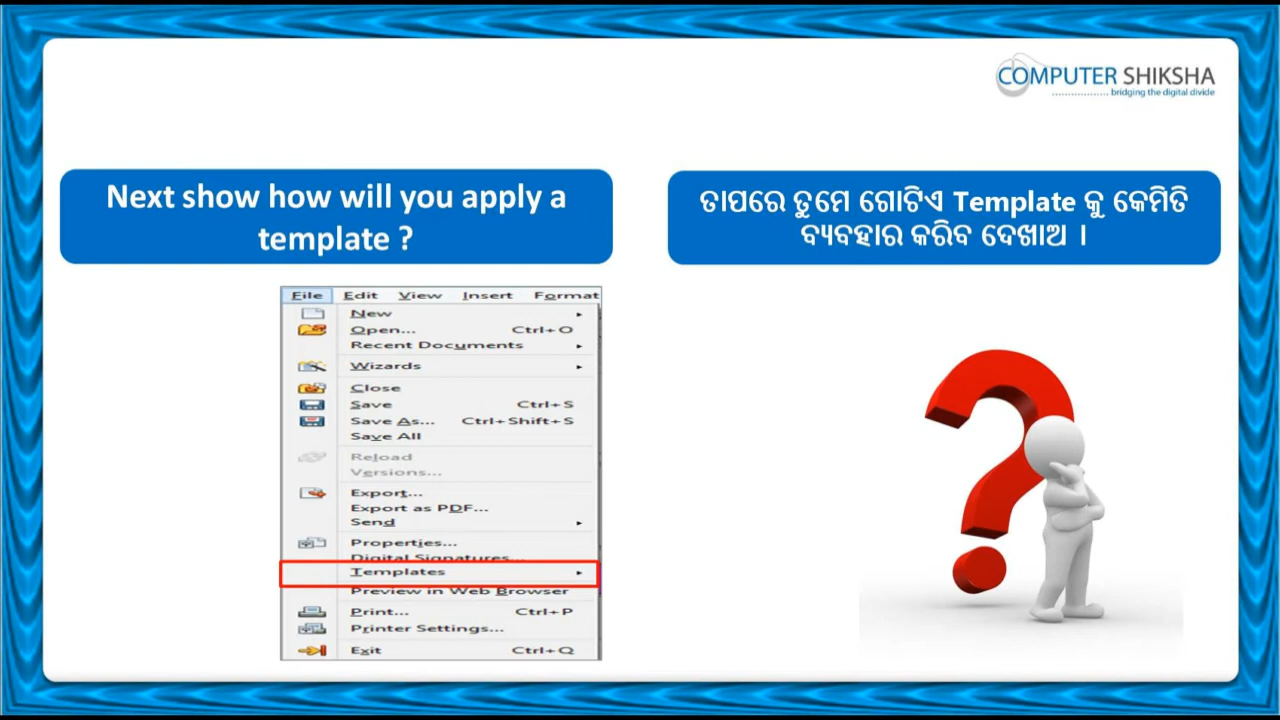 COMPUTER SHIKSHA
bridging the digital divide
Next show how will you apply a
template ?
ତାପରେ ତୁମେ ଗୋଟିଏ Template କୁ କେମିତି
ବ୍ୟବହାର କରିବ ଦେଖାଅ ।
File Edit View Insert Format
New
Open... Ctrl+O
Recent Documents
Wizards
Close
Save Ctrl+S
Save As... Ctrl+Shift+S
Save All
Reload
Versions...
Export...
Export as PDF...
Send
Properties...
Digital Signatures...
Templates
Preview in Web Browser
Print... Ctrl+P
Printer Settings...
Exit Ctrl+Q